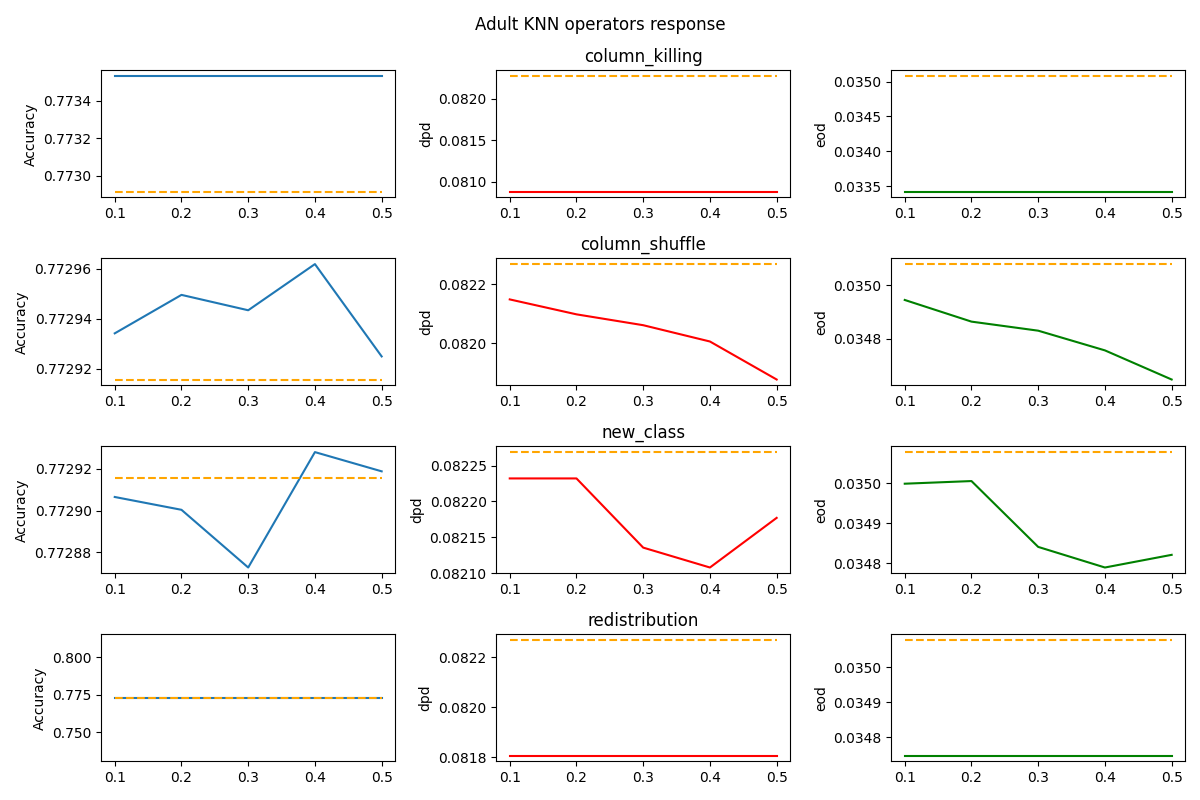 Adult KNN operators response
column_killing
Accuracy
0.7734
0.7732
0.7730
0.1 0.2 0.3 0.4 0.5
dpd
0.0820
0.0815
0.0810
0.1 0.2 0.3 0.4 0.5
eod
0.0350
0.0345
0.0340
0.0335
0.1 0.2 0.3 0.4 0.5
column_shuffle
Accuracy
0.77296
0.77294
0.77292
0.1 0.2 0.3 0.4 0.5
dpd
0.0822
0.0820
0.1 0.2 0.3 0.4 0.5
eod
0.0350
0.0348
0.1 0.2 0.3 0.4 0.5
new_class
Accuracy
0.77292
0.77290
0.77288
0.1 0.2 0.3 0.4 0.5
dpd
0.08225
0.08220
0.08215
0.08210
0.1 0.2 0.3 0.4 0.5
eod
0.0350
0.0349
0.0348
0.1 0.2 0.3 0.4 0.5
redistribution
Accuracy
0.800
0.775
0.750
0.1 0.2 0.3 0.4 0.5
dpd
0.0822
0.0820
0.0818
0.1 0.2 0.3 0.4 0.5
eod
0.0350
0.0349
0.0348
0.1 0.2 0.3 0.4 0.5